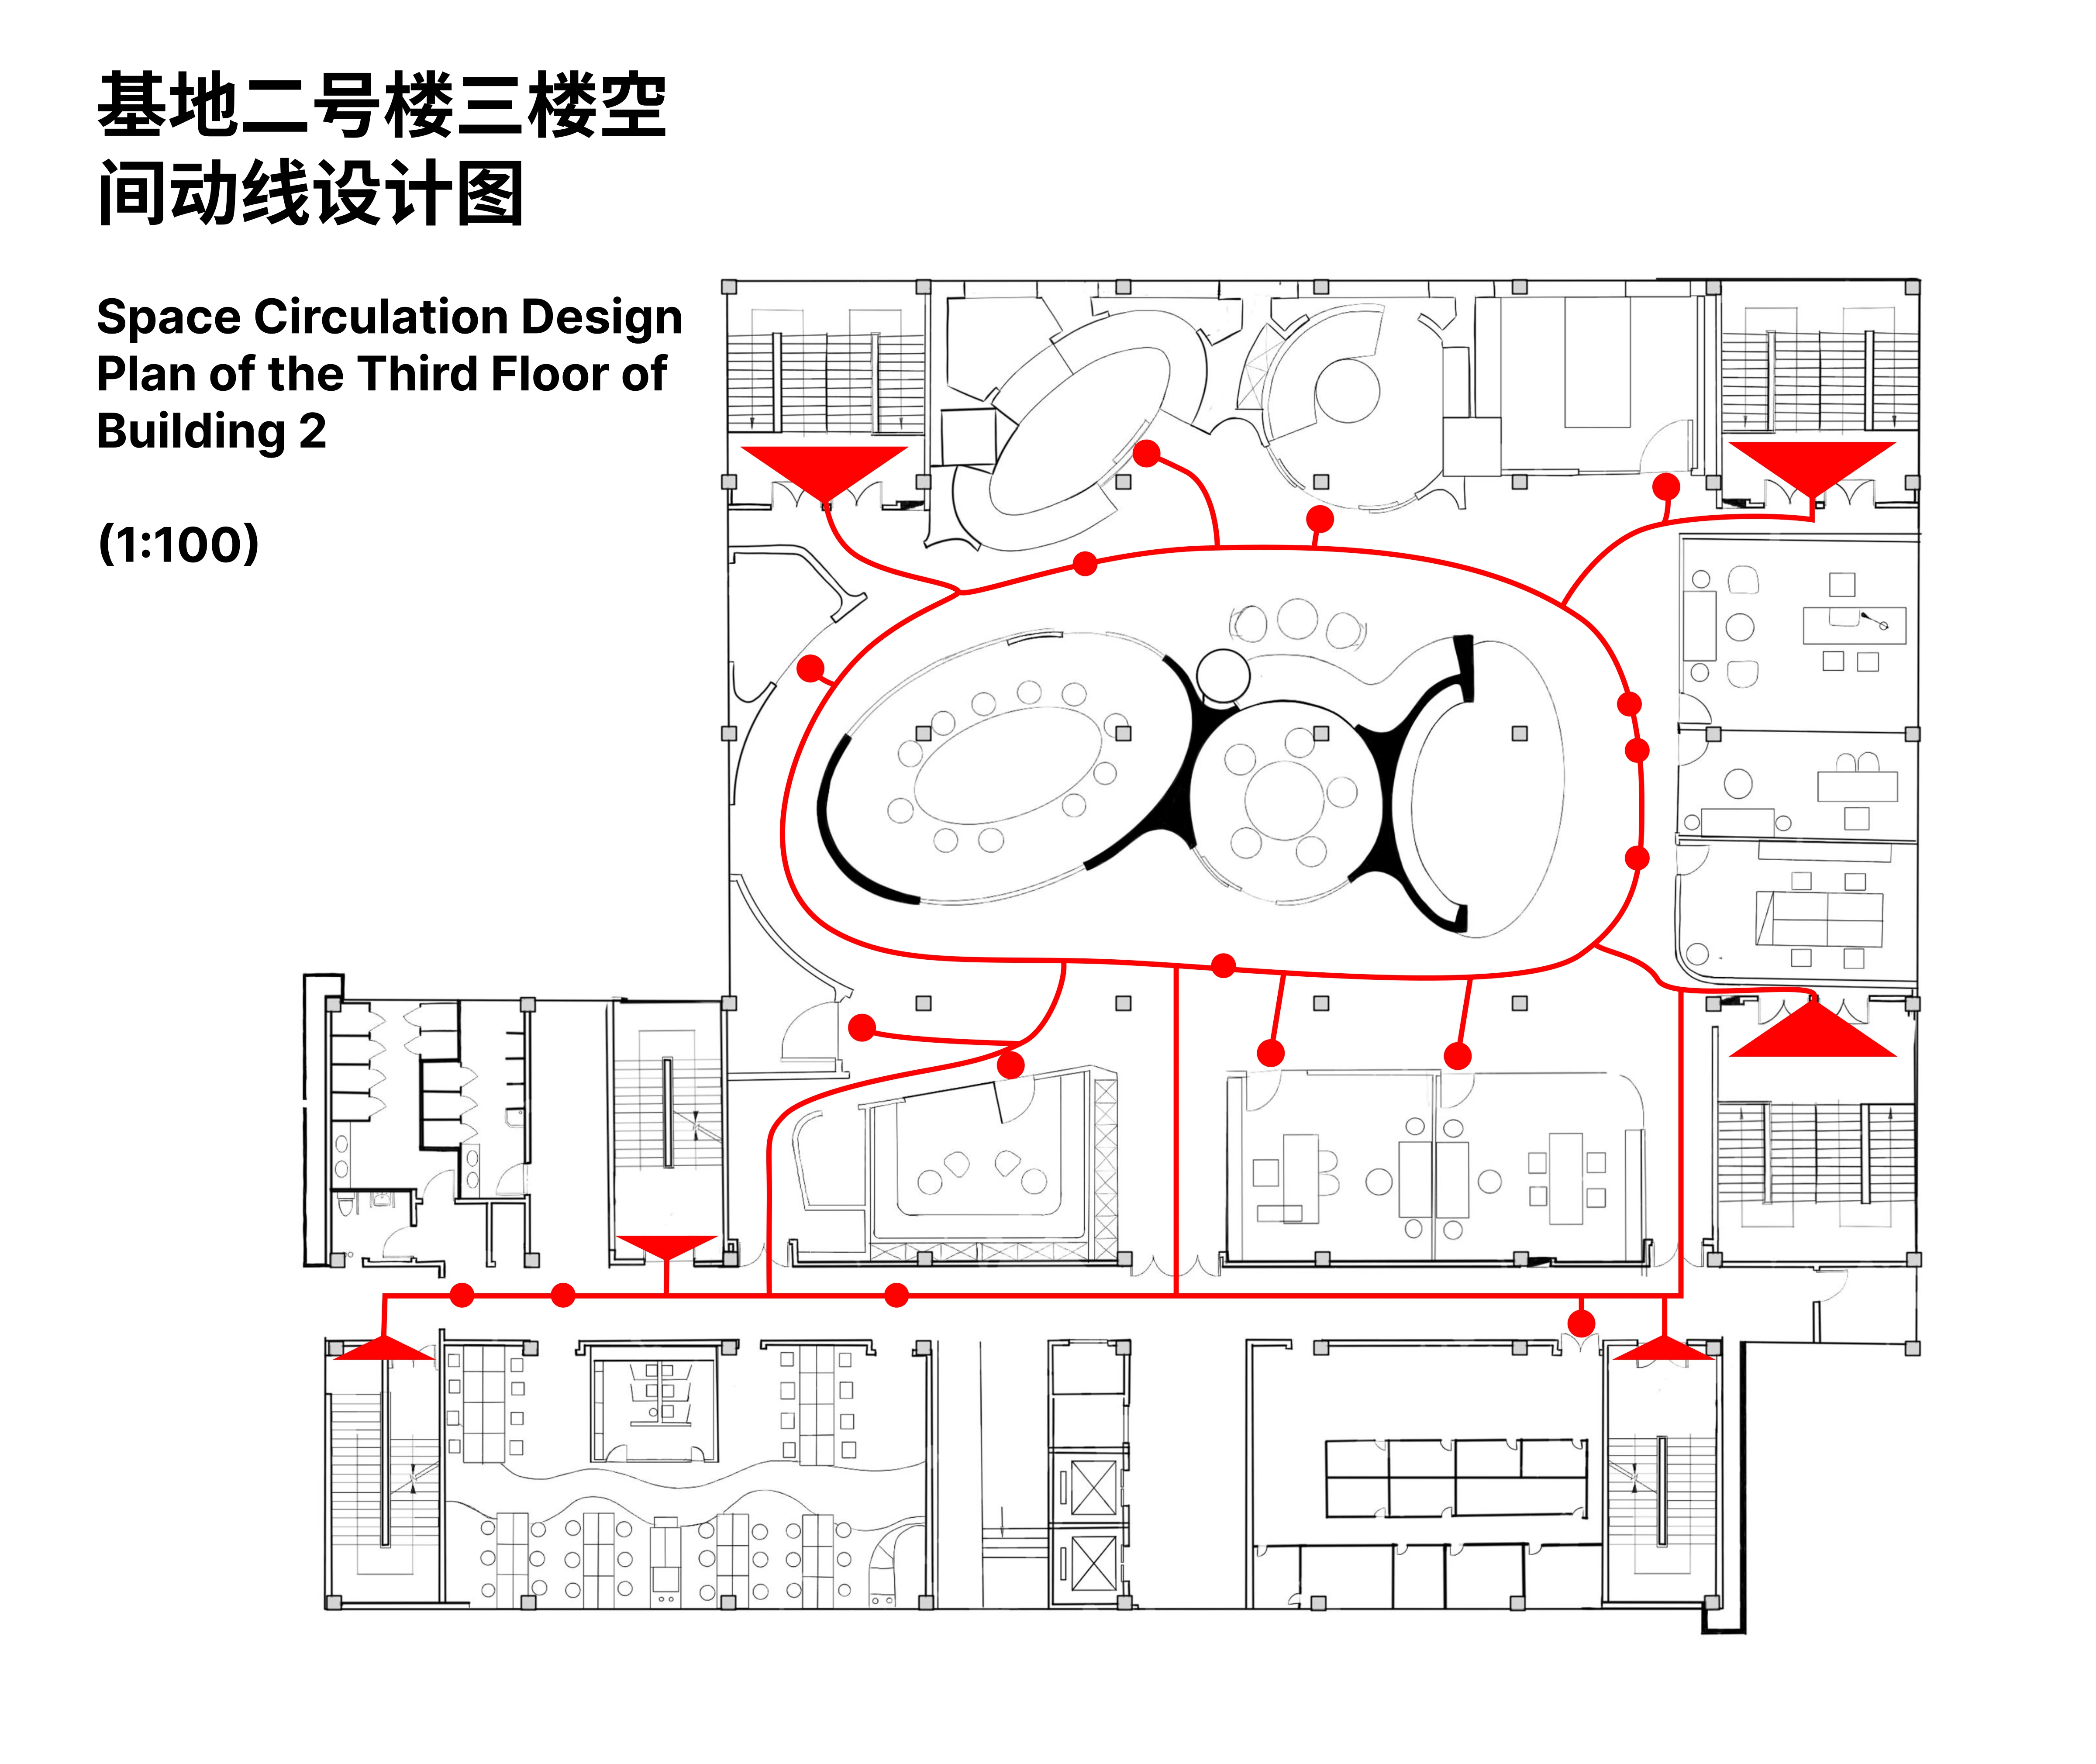 基地二号楼三楼空
间动线设计图
Space Circulation Design
Plan of the Third Floor of
Building 2
(1:100)